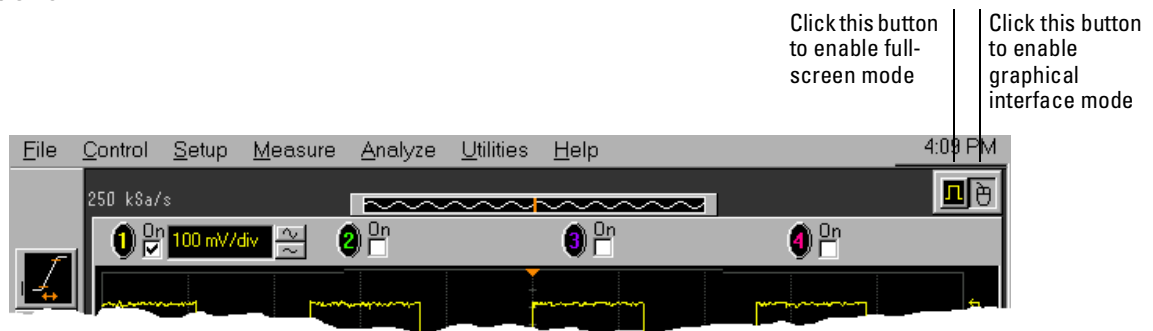 Click this button
to enable full-
screen mode
Click this button
to enable
graphical
interface mode
File Control Setup Measure Analyze Utilities Help 4:09 PM
250 kSa/s
1 On 100 mV/div 2 On 3 On 4 On